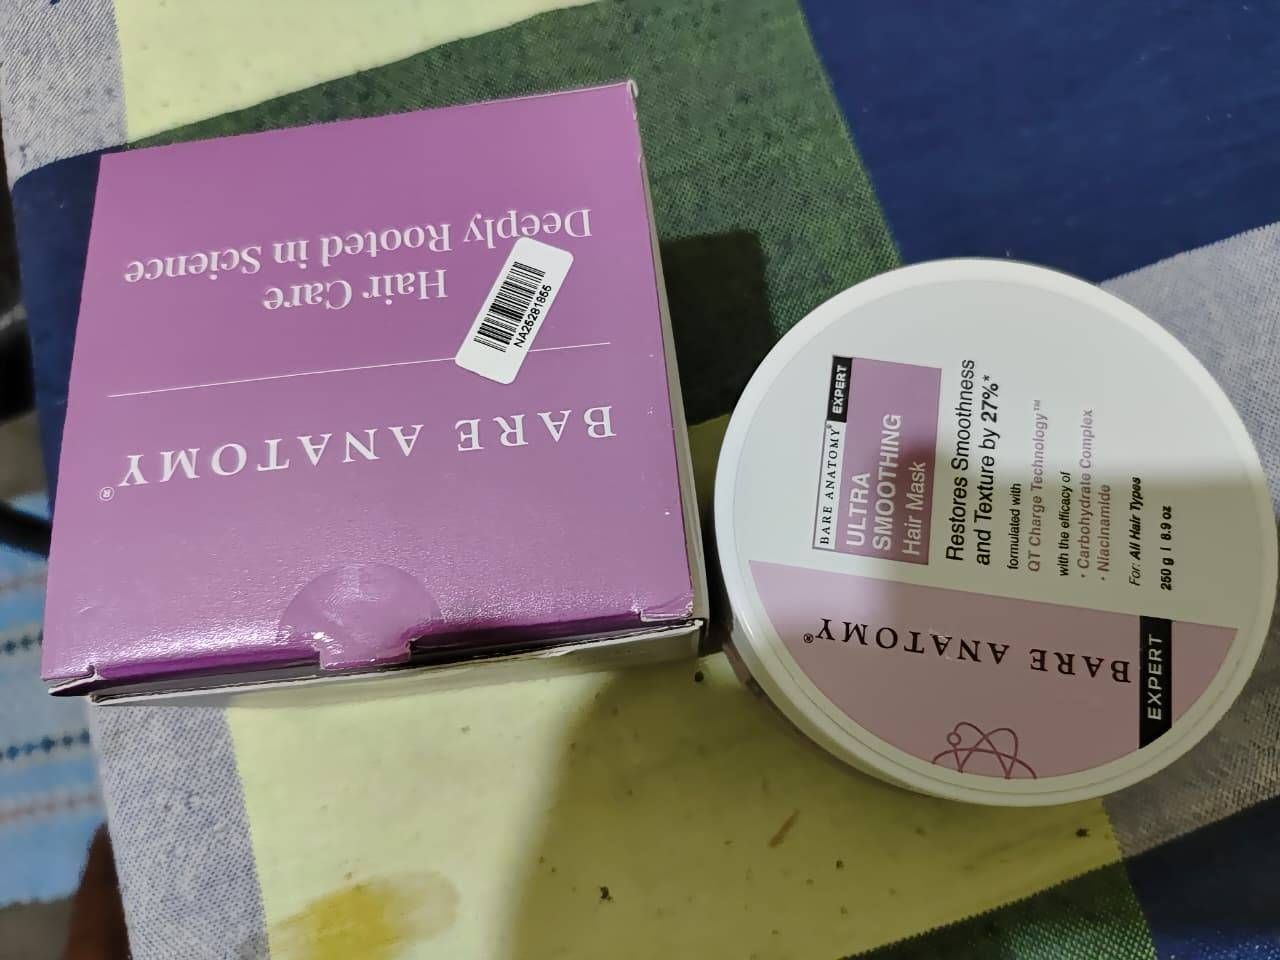 BARE ANATOMY®
Hair Care
Deeply Rooted in Science
NA25281855
BARE ANATOMY® EXPERT
ULTRA
SMOOTHING
Hair Mask
Restores Smoothness
and Texture by 27%*
formulated with
QT Charge Technology™
with the efficacy of
• Carbohydrate Complex
• Niacinamide
For: All Hair Types
250 g | 8.9 oz
BARE ANATOMY®
EXPERT